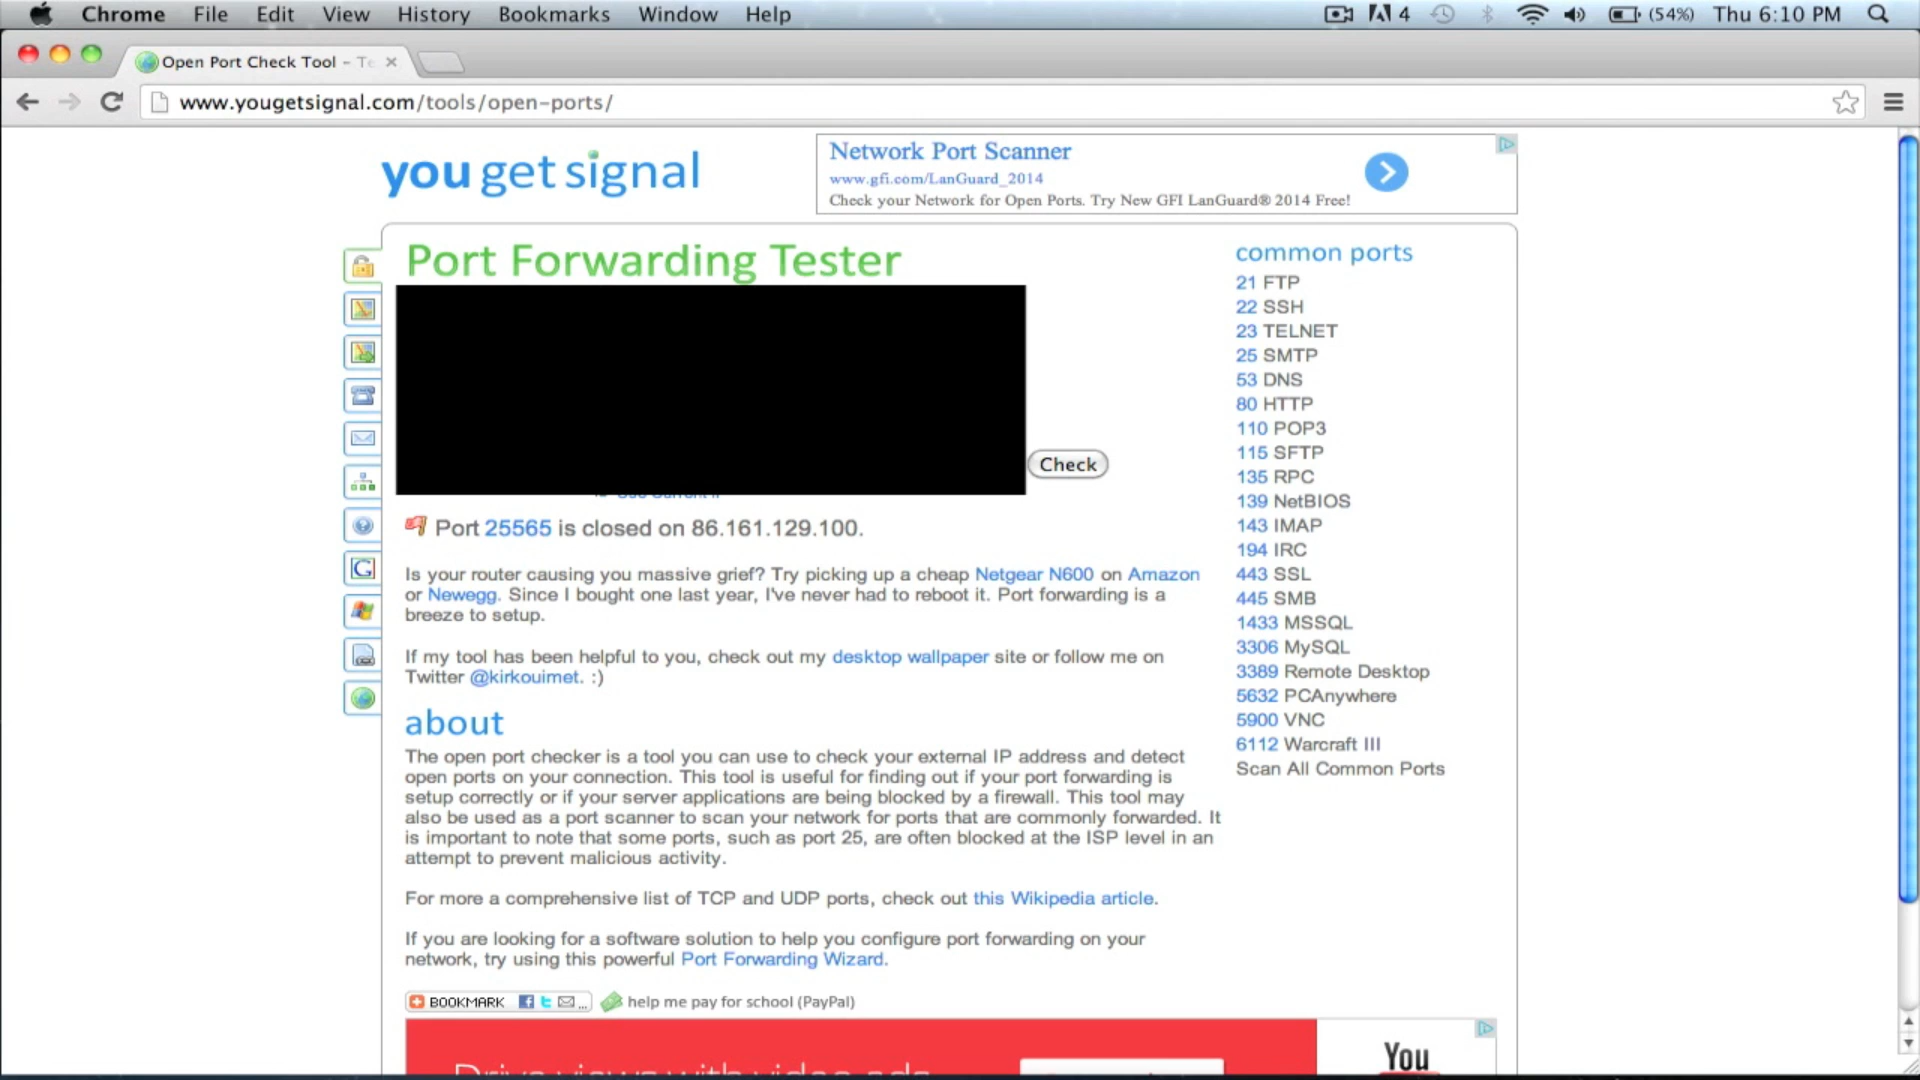 Chrome File Edit View History Bookmarks Window Help 4 (54%) Thu 6:10 PM
Open Port Check Tool – Te
www.yougetsignal.com/tools/open-ports/
you get signal
Network Port Scanner
www.gfi.com/LanGuard_2014
Check your Network for Open Ports. Try New GFI LanGuard® 2014 Free!
Port Forwarding Tester
Check
Port 25565 is closed on 86.161.129.100.
Is your router causing you massive grief? Try picking up a cheap Netgear N600 on Amazon
or Newegg. Since I bought one last year, I've never had to reboot it. Port forwarding is a
breeze to setup.
If my tool has been helpful to you, check out my desktop wallpaper site or follow me on
Twitter @kirkouimet. :)
about
The open port checker is a tool you can use to check your external IP address and detect
open ports on your connection. This tool is useful for finding out if your port forwarding is
setup correctly or if your server applications are being blocked by a firewall. This tool may
also be used as a port scanner to scan your network for ports that are commonly forwarded. It
is important to note that some ports, such as port 25, are often blocked at the ISP level in an
attempt to prevent malicious activity.
For more a comprehensive list of TCP and UDP ports, check out this Wikipedia article.
If you are looking for a software solution to help you configure port forwarding on your
network, try using this powerful Port Forwarding Wizard.
BOOKMARK ... help me pay for school (PayPal)
common ports
21 FTP
22 SSH
23 TELNET
25 SMTP
53 DNS
80 HTTP
110 POP3
115 SFTP
135 RPC
139 NetBIOS
143 IMAP
194 IRC
443 SSL
445 SMB
1433 MSSQL
3306 MySQL
3389 Remote Desktop
5632 PCAnywhere
5900 VNC
6112 Warcraft III
Scan All Common Ports
Drive views with video ads
You